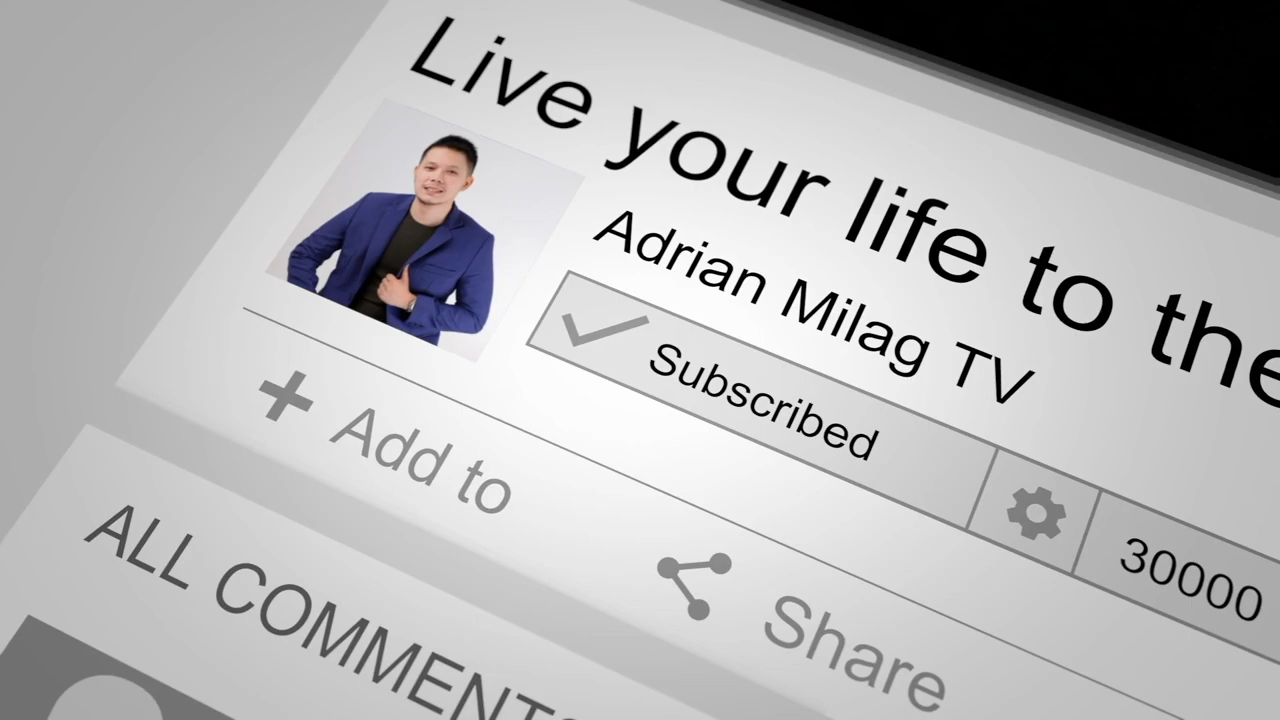 Live your life to the
Adrian Milag TV
Subscribed
30000
Add to
Share
ALL COMMENTS